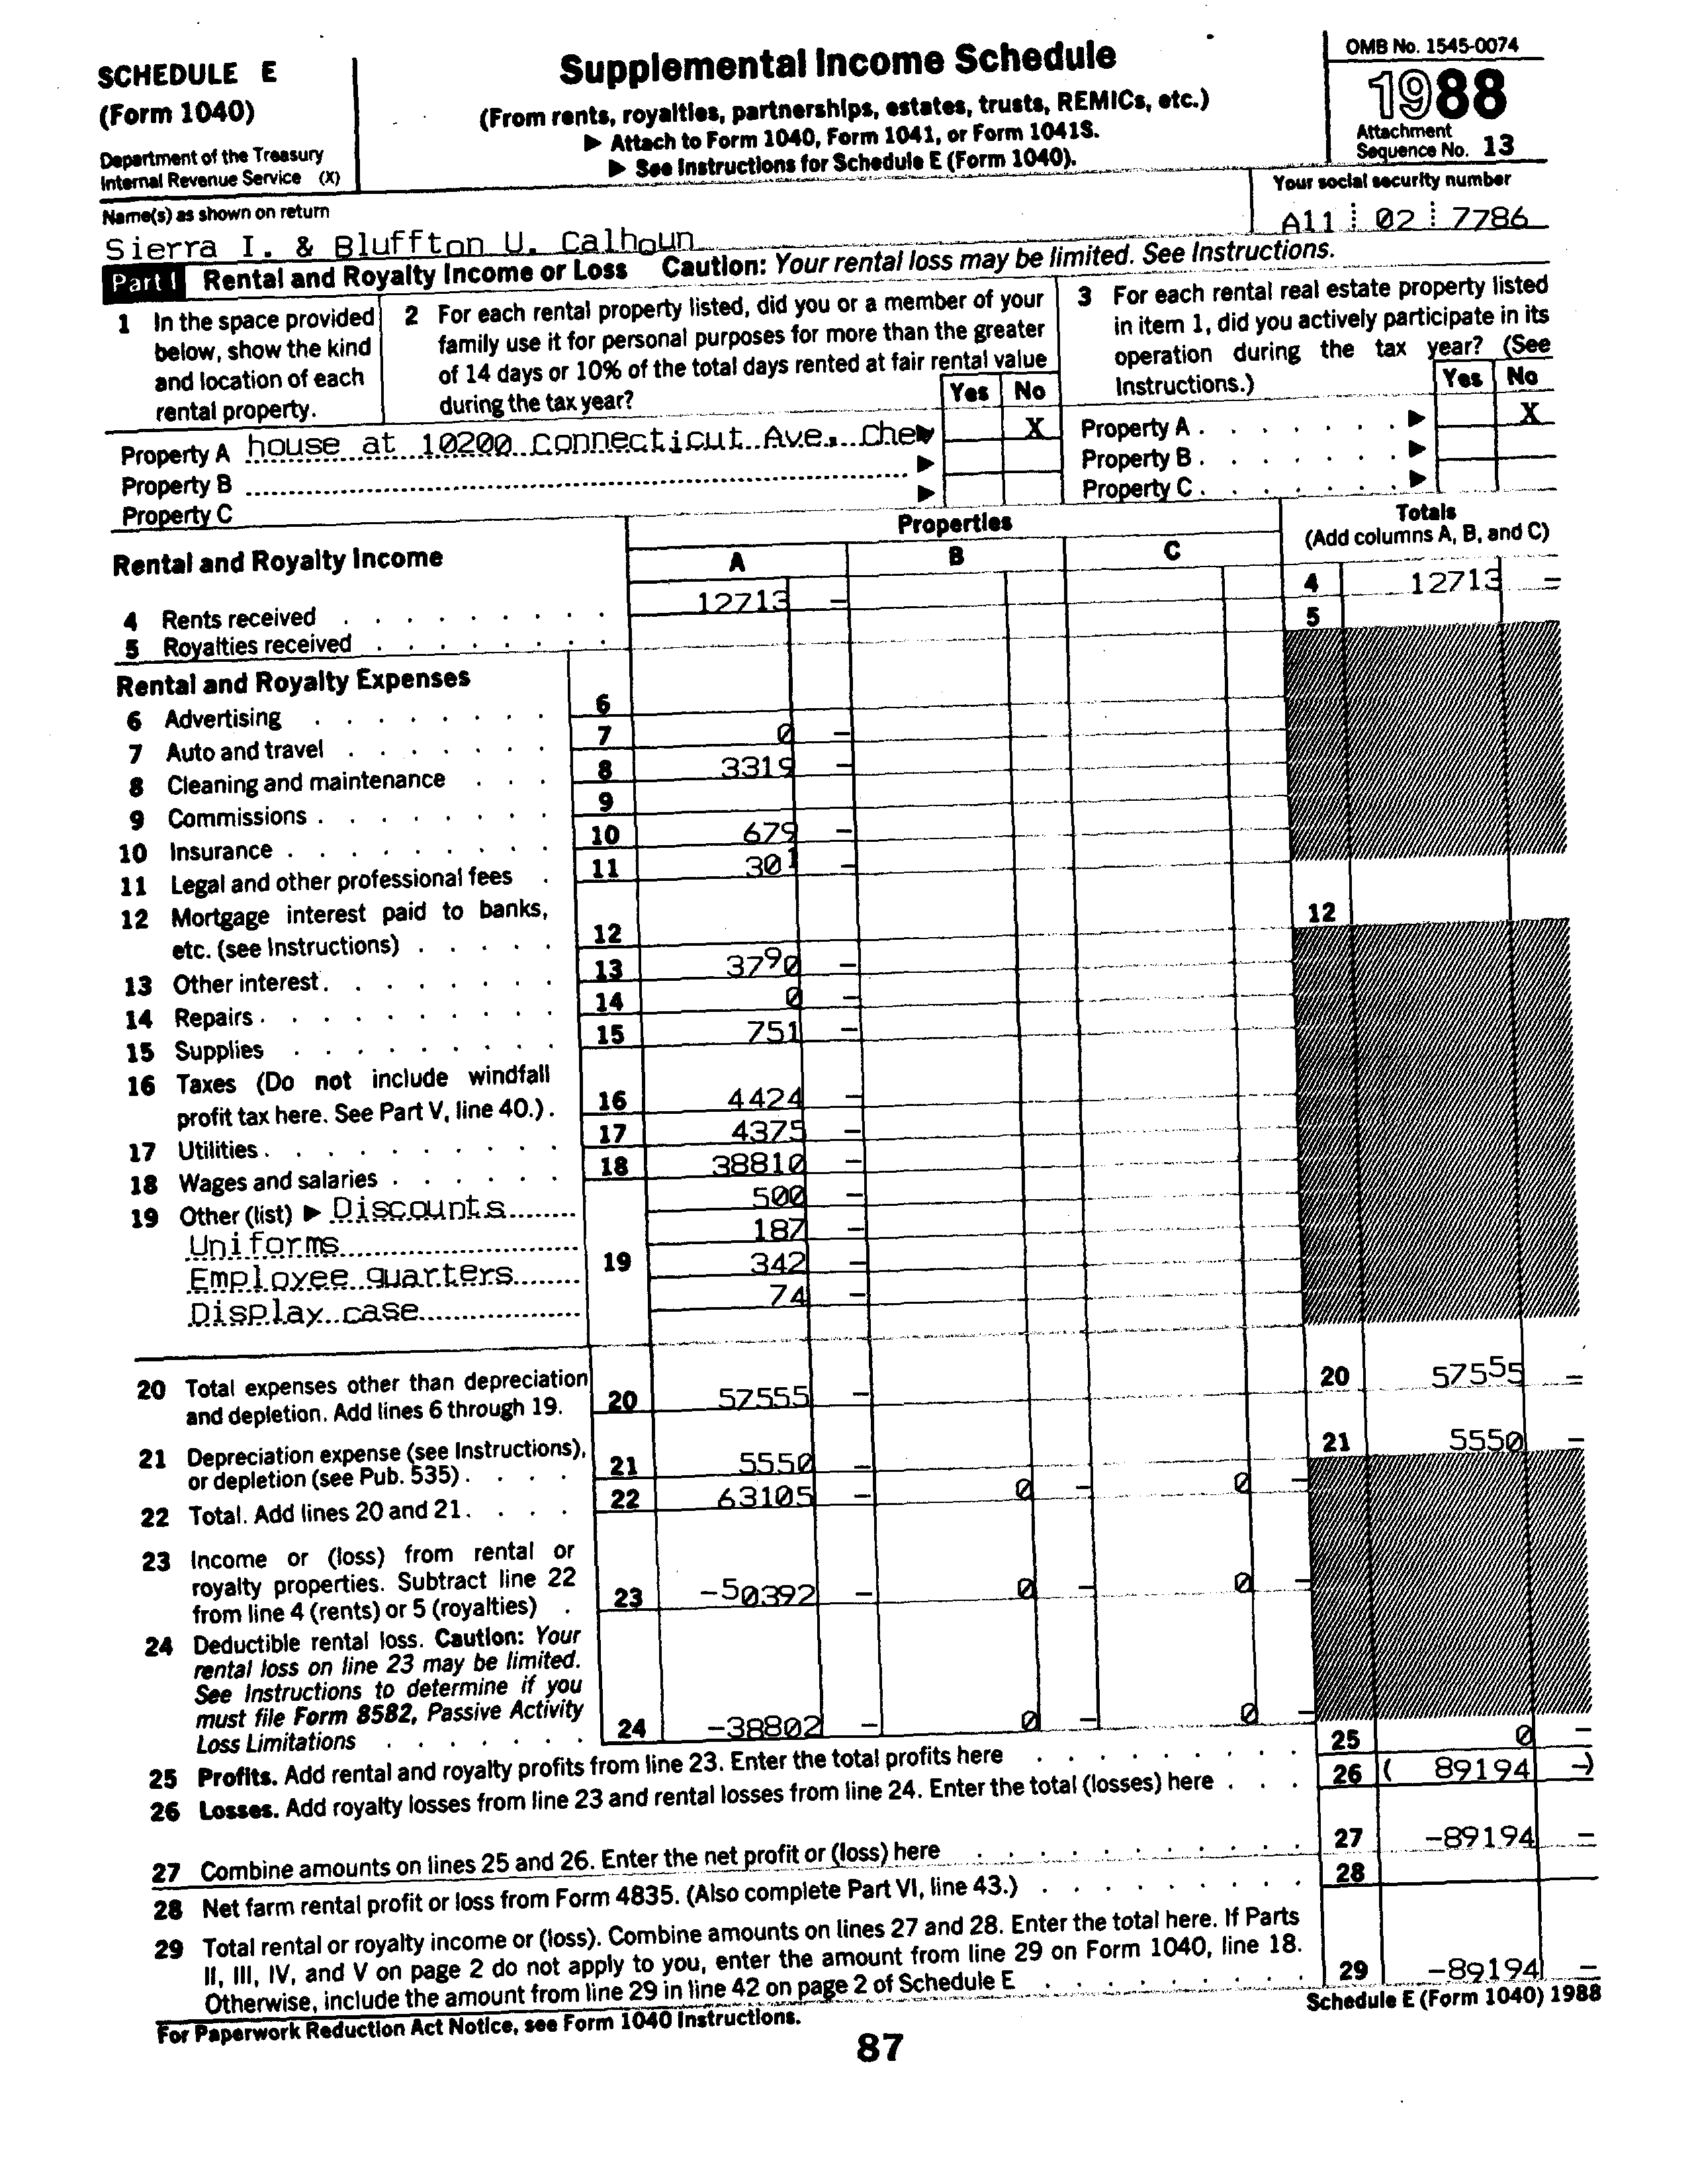 SCHEDULE E
(Form 1040)
Department of the Treasury
Internal Revenue Service (X)
Supplemental Income Schedule
(From rents, royalties, partnerships, estates, trusts, REMICs, etc.)
▶ Attach to Form 1040, Form 1041, or Form 1041S.
▶ See Instructions for Schedule E (Form 1040).
OMB No. 1545-0074
1988
Attachment
Sequence No. 13
Name(s) as shown on return
Sierra I. & Bluffton U. Calhoun
Your social security number
A11 02 7786
Part I Rental and Royalty Income or Loss Caution: Your rental loss may be limited. See Instructions.
1 In the space provided
below, show the kind
and location of each
rental property.
2 For each rental property listed, did you or a member of your
family use it for personal purposes for more than the greater
of 14 days or 10% of the total days rented at fair rental value
during the tax year?
Yes No
3 For each rental real estate property listed
in item 1, did you actively participate in its
operation during the tax year? (See
Instructions.)
Yes No
Property A house at 10200 Connecticut Ave., Chev X Property A . . . . . . . ▶ X
Property B ▶ Property B . . . . . . . ▶
Property C ▶ Property C . . . . . . . ▶
Rental and Royalty Income
Properties
A B C
Totals
(Add columns A, B, and C)
4 Rents received . . . . . . . . . 12713 – 4 12713 –
5 Royalties received . . . . . . . . 5
Rental and Royalty Expenses
6 Advertising . . . . . . . . 6
7 Auto and travel . . . . . . . 7 0 –
8 Cleaning and maintenance . . . 8 3319 –
9 Commissions . . . . . . . . 9
10 Insurance . . . . . . . . . 10 679 –
11 Legal and other professional fees . 11 301 –
12 Mortgage interest paid to banks,
etc. (see Instructions) . . . . . 12 12
13 Other interest . . . . . . . . 13 3790 –
14 Repairs . . . . . . . . . . 14 0 –
15 Supplies . . . . . . . . . 15 751 –
16 Taxes (Do not include windfall
profit tax here. See Part V, line 40.) . 16 4424 –
17 Utilities . . . . . . . . . . 17 4375 –
18 Wages and salaries . . . . . . 18 38810 –
19 Other (list) ▶ Discounts 500 –
Uniforms 187 –
Employee quarters 19 342 –
Display case 74 –
20 Total expenses other than depreciation
and depletion. Add lines 6 through 19. 20 57555 – 20 57555 –
21 Depreciation expense (see Instructions),
or depletion (see Pub. 535) . . . . 21 5550 – 21 5550 –
22 Total. Add lines 20 and 21 . . . . 22 63105 – 0 – 0 –
23 Income or (loss) from rental or
royalty properties. Subtract line 22
from line 4 (rents) or 5 (royalties) . 23 -50392 – 0 – 0 –
24 Deductible rental loss. Caution: Your
rental loss on line 23 may be limited.
See Instructions to determine if you
must file Form 8582, Passive Activity
Loss Limitations . . . . . . . 24 -38802 – 0 – 0 –
25 Profits. Add rental and royalty profits from line 23. Enter the total profits here . . . . . . . . . 25 0 –
26 Losses. Add royalty losses from line 23 and rental losses from line 24. Enter the total (losses) here . . . 26 ( 89194 –)
27 Combine amounts on lines 25 and 26. Enter the net profit or (loss) here . . . . . . . . . . . 27 -89194 –
28 Net farm rental profit or loss from Form 4835. (Also complete Part VI, line 43.) . . . . . . . . . 28
29 Total rental or royalty income or (loss). Combine amounts on lines 27 and 28. Enter the total here. If Parts
II, III, IV, and V on page 2 do not apply to you, enter the amount from line 29 on Form 1040, line 18.
Otherwise, include the amount from line 29 in line 42 on page 2 of Schedule E . . . . . . . . . 29 -89194 –
For Paperwork Reduction Act Notice, see Form 1040 Instructions.
Schedule E (Form 1040) 1988
87